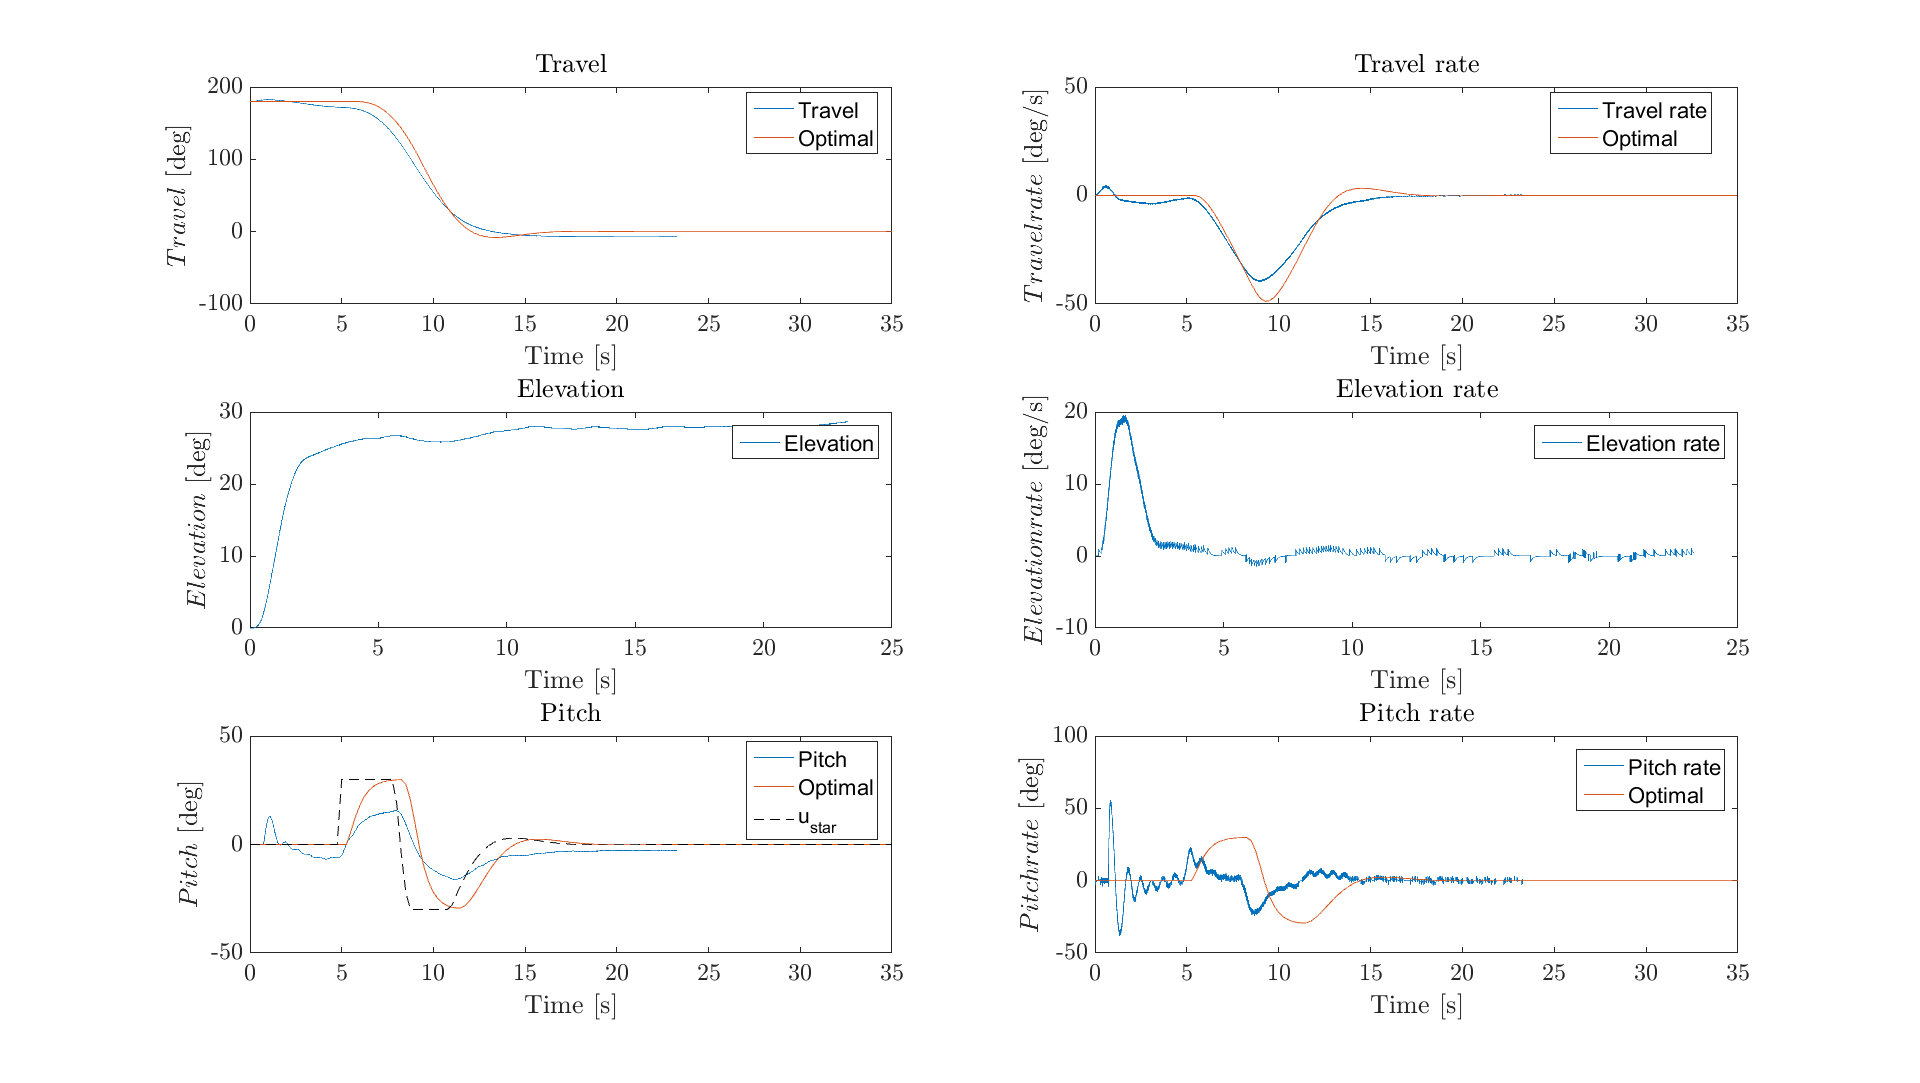 Travel
Travel [deg]
200
100
0
-100
Travel
Optimal
0 5 10 15 20 25 30 35
Time [s]
Travel rate
Travelrate [deg/s]
50
0
-50
Travel rate
Optimal
0 5 10 15 20 25 30 35
Time [s]
Elevation
Elevation [deg]
30
20
10
0
Elevation
0 5 10 15 20 25
Time [s]
Elevation rate
Elevationrate [deg/s]
20
10
0
-10
Elevation rate
0 5 10 15 20 25
Time [s]
Pitch
Pitch [deg]
50
0
-50
Pitch
Optimal
u_star
0 5 10 15 20 25 30 35
Time [s]
Pitch rate
Pitchrate [deg]
100
50
0
-50
Pitch rate
Optimal
0 5 10 15 20 25 30 35
Time [s]